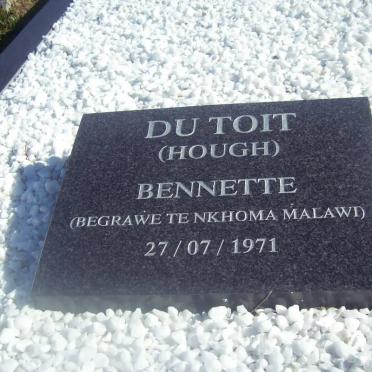 DU TOIT
(HOUGH)
BENNETTE
(BEGRAWE TE NKHOMA MALAWI)
27 / 07 / 1971